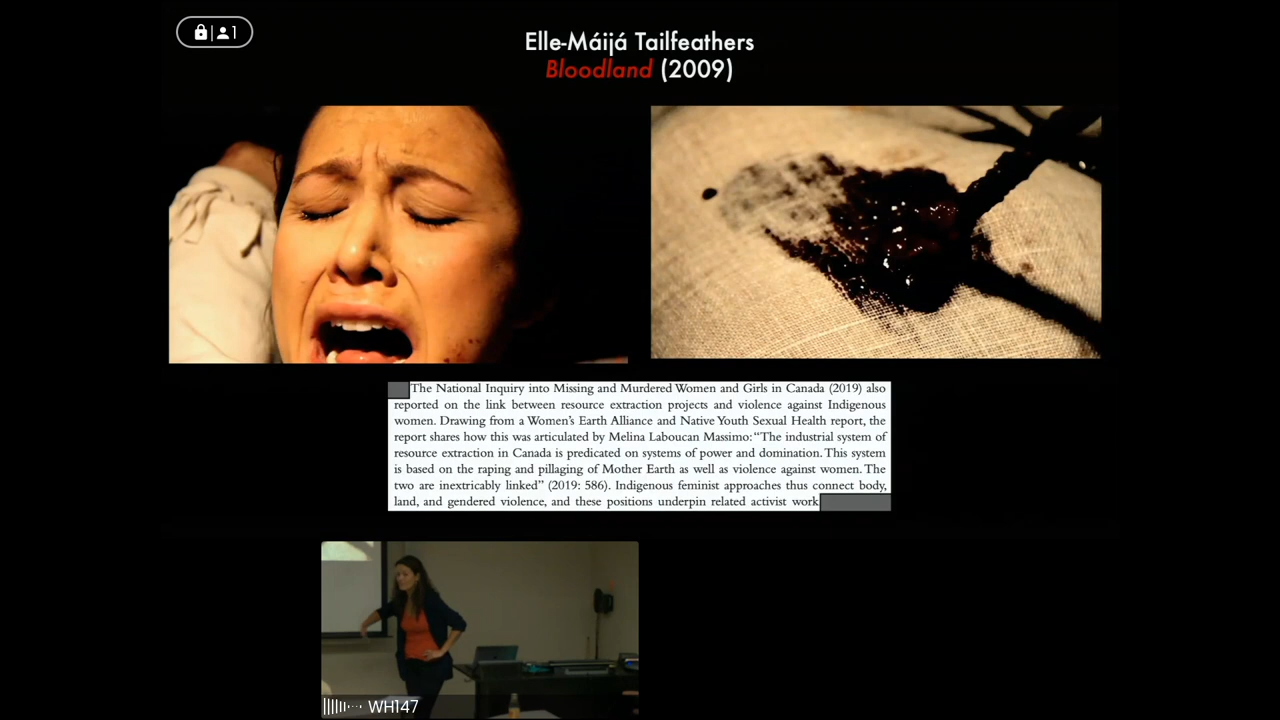 1
Elle-Máijá Tailfeathers
Bloodland (2009)
The National Inquiry into Missing and Murdered Women and Girls in Canada (2019) also
reported on the link between resource extraction projects and violence against Indigenous
women. Drawing from a Women's Earth Alliance and Native Youth Sexual Health report, the
report shares how this was articulated by Melina Laboucan Massimo: “The industrial system of
resource extraction in Canada is predicated on systems of power and domination. This system
is based on the raping and pillaging of Mother Earth as well as violence against women. The
two are inextricably linked” (2019: 586). Indigenous feminist approaches thus connect body,
land, and gendered violence, and these positions underpin related activist work
WH147